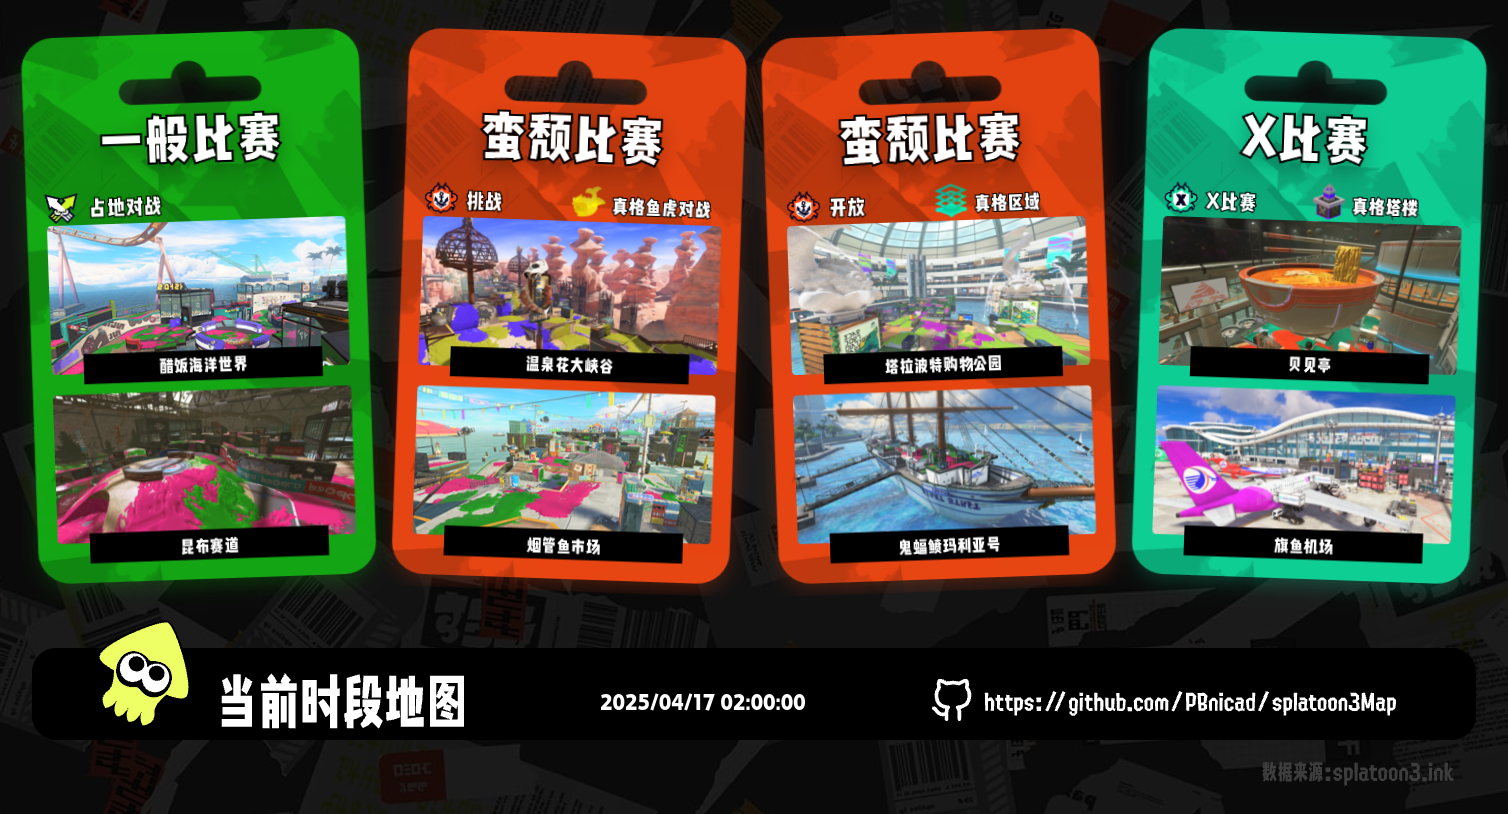 一般比赛
占地对战
醋饭海洋世界
昆布赛道
蛮颓比赛
挑战
真格鱼虎对战
温泉花大峡谷
烟管鱼市场
蛮颓比赛
开放
真格区域
塔拉波特购物公园
鬼蝠鲼玛利亚号
X比赛
X比赛
真格塔楼
贝见亭
旗鱼机场
当前时段地图
2025/04/17 02:00:00
https://github.com/PBnicad/splatoon3Map
数据来源:splatoon3.ink